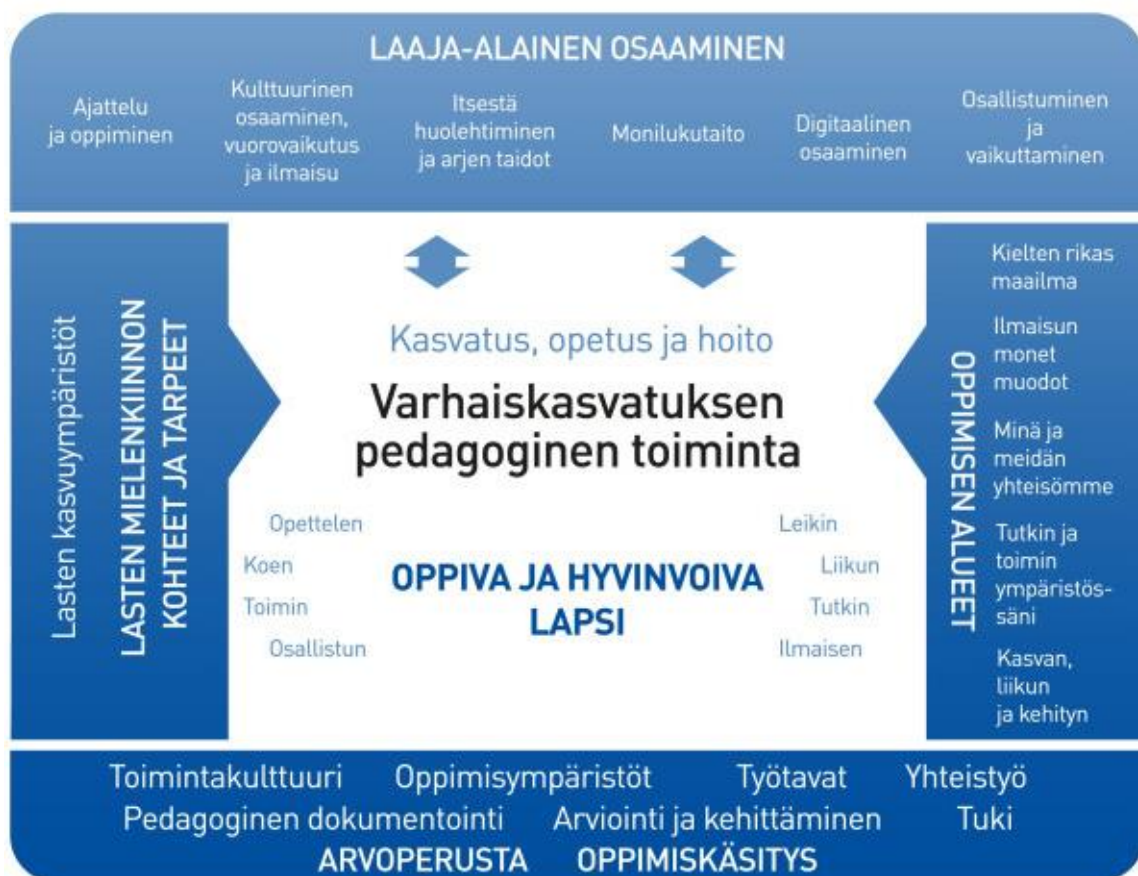 LAAJA-ALAINEN OSAAMINEN
Ajattelu
ja oppiminen
Kulttuurinen
osaaminen,
vuorovaikutus
ja ilmaisu
Itsestä
huolehtiminen
ja arjen taidot
Monilukutaito
Digitaalinen
osaaminen
Osallistuminen
ja
vaikuttaminen
Lasten kasvuympäristöt
LASTEN MIELENKIINNON
KOHTEET JA TARPEET
Kasvatus, opetus ja hoito
Varhaiskasvatuksen
pedagoginen toiminta
Opettelen
Koen
Toimin
Osallistun
OPPIVA JA HYVINVOIVA
LAPSI
Leikin
Liikun
Tutkin
Ilmaisen
OPPIMISEN ALUEET
Kielten rikas
maailma
Ilmaisun
monet
muodot
Minä ja
meidän
yhteisömme
Tutkin ja
toimin
ympäristös-
säni
Kasvan,
liikun
ja kehityn
Toimintakulttuuri Oppimisympäristöt Työtavat Yhteistyö
Pedagoginen dokumentointi Arviointi ja kehittäminen Tuki
ARVOPERUSTA OPPIMISKÄSITYS